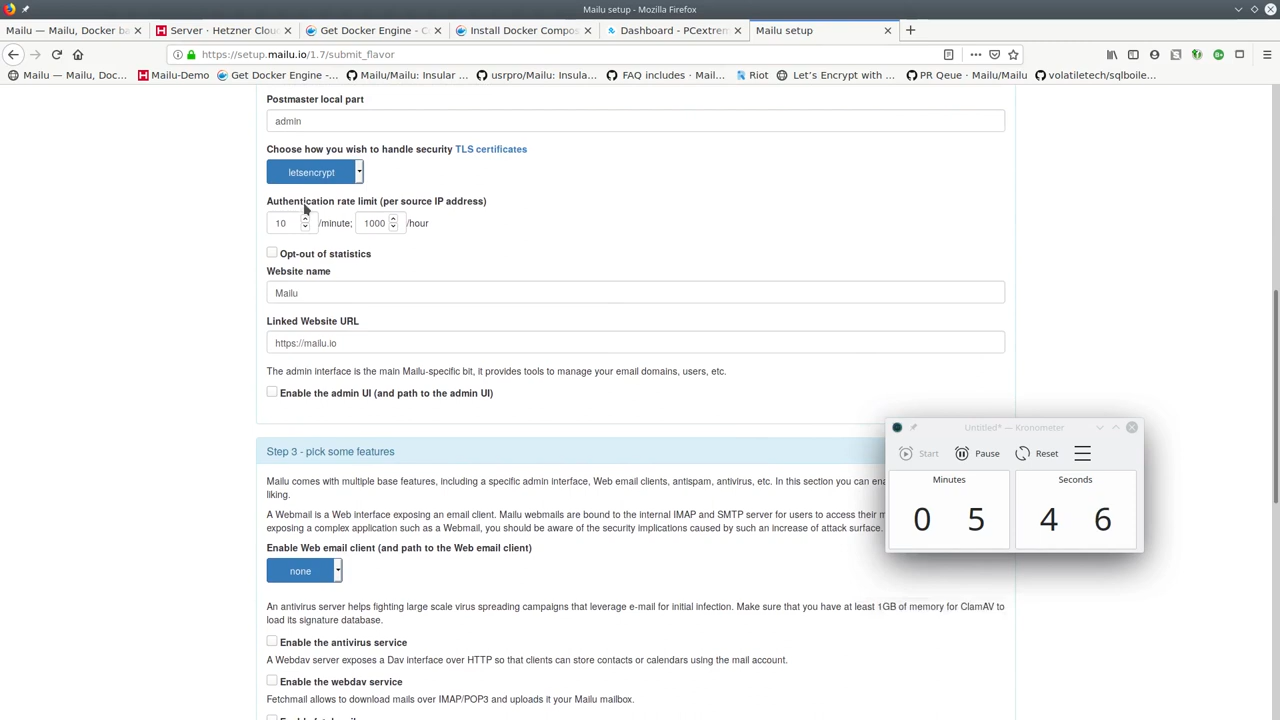 Mailu setup - Mozilla Firefox
Mailu — Mailu, Docker ba
Server · Hetzner Clou
Get Docker Engine - C
Install Docker Compos
Dashboard - PCextrem
Mailu setup
https://setup.mailu.io/1.7/submit_flavor
Mailu — Mailu, Doc...
Mailu-Demo
Get Docker Engine -...
Mailu/Mailu: Insular ...
usrpro/Mailu: Insula...
FAQ includes · Mail...
Riot
Let's Encrypt with ...
PR Qeue · Mailu/Mailu
volatiletech/sqlboile...
Postmaster local part
admin
Choose how you wish to handle security TLS certificates
letsencrypt
Authentication rate limit (per source IP address)
10 /minute; 1000 /hour
Opt-out of statistics
Website name
Mailu
Linked Website URL
https://mailu.io
The admin interface is the main Mailu-specific bit, it provides tools to manage your email domains, users, etc.
Enable the admin UI (and path to the admin UI)
Step 3 - pick some features
Mailu comes with multiple base features, including a specific admin interface, Web email clients, antispam, antivirus, etc. In this section you can
liking.
A Webmail is a Web interface exposing an email client. Mailu webmails are bound to the internal IMAP and SMTP server for users to access their
exposing a complex application such as a Webmail, you should be aware of the security implications caused by such an increase of attack surface.
Enable Web email client (and path to the Web email client)
none
An antivirus server helps fighting large scale virus spreading campaigns that leverage e-mail for initial infection. Make sure that you have at least 1GB of memory for ClamAV to
load its signature database.
Enable the antivirus service
A Webdav server exposes a Dav interface over HTTP so that clients can store contacts or calendars using the mail account.
Enable the webdav service
Fetchmail allows to download mails over IMAP/POP3 and uploads it your Mailu mailbox.
Untitled* — Kronometer
Start
Pause
Reset
Minutes
Seconds
0 5
4 6